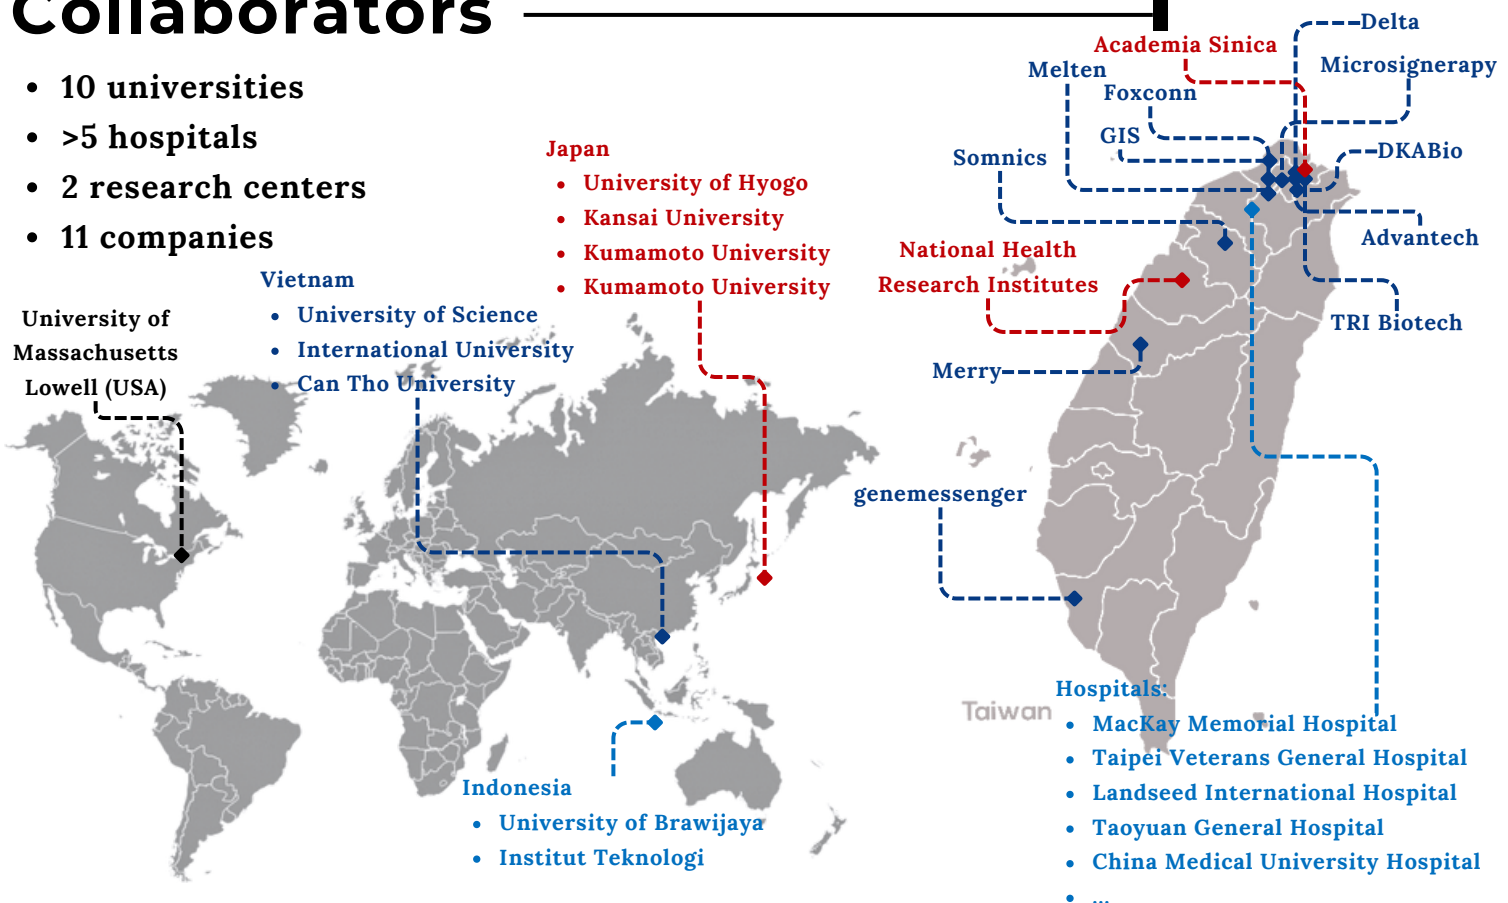 Collaborators
• 10 universities
• >5 hospitals
• 2 research centers
• 11 companies
University of
Massachusetts
Lowell (USA)
Vietnam
• University of Science
• International University
• Can Tho University
Japan
• University of Hyogo
• Kansai University
• Kumamoto University
• Kumamoto University
Indonesia
• University of Brawijaya
• Institut Teknologi
Delta
Academia Sinica
Microsignerapy
Melten
Foxconn
GIS
DKABio
Somnics
Advantech
National Health
Research Institutes
TRI Biotech
Merry
genemessenger
Taiwan
Hospitals:
• MacKay Memorial Hospital
• Taipei Veterans General Hospital
• Landseed International Hospital
• Taoyuan General Hospital
• China Medical University Hospital
• ...